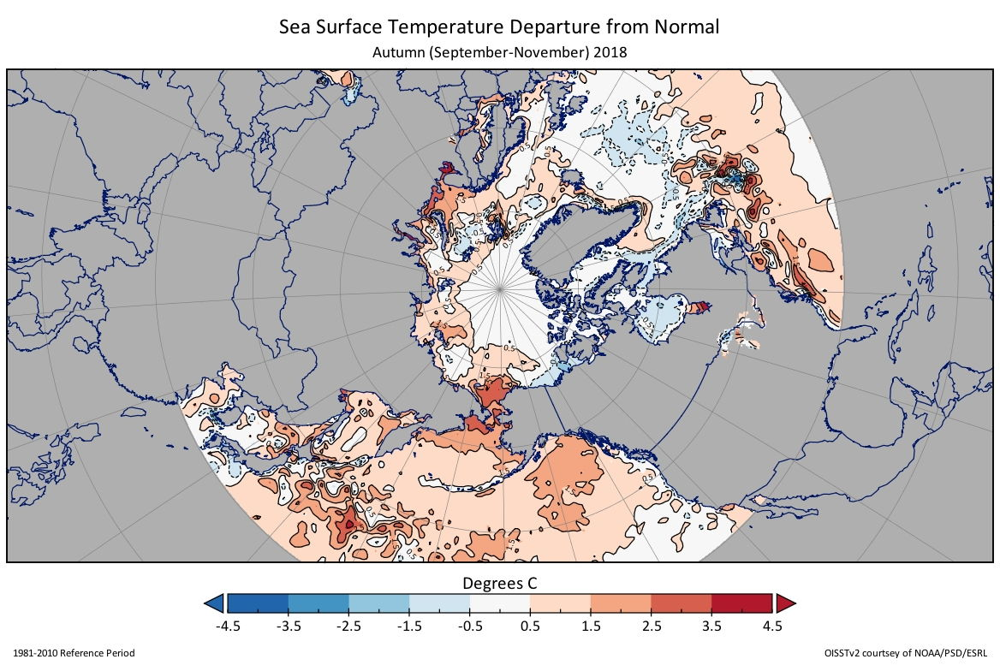 Sea Surface Temperature Departure from Normal
Autumn (September-November) 2018
Degrees C
-4.5 -3.5 -2.5 -1.5 -0.5 0.5 1.5 2.5 3.5 4.5
1981-2010 Reference Period
OISSTv2 courtsey of NOAA/PSD/ESRL